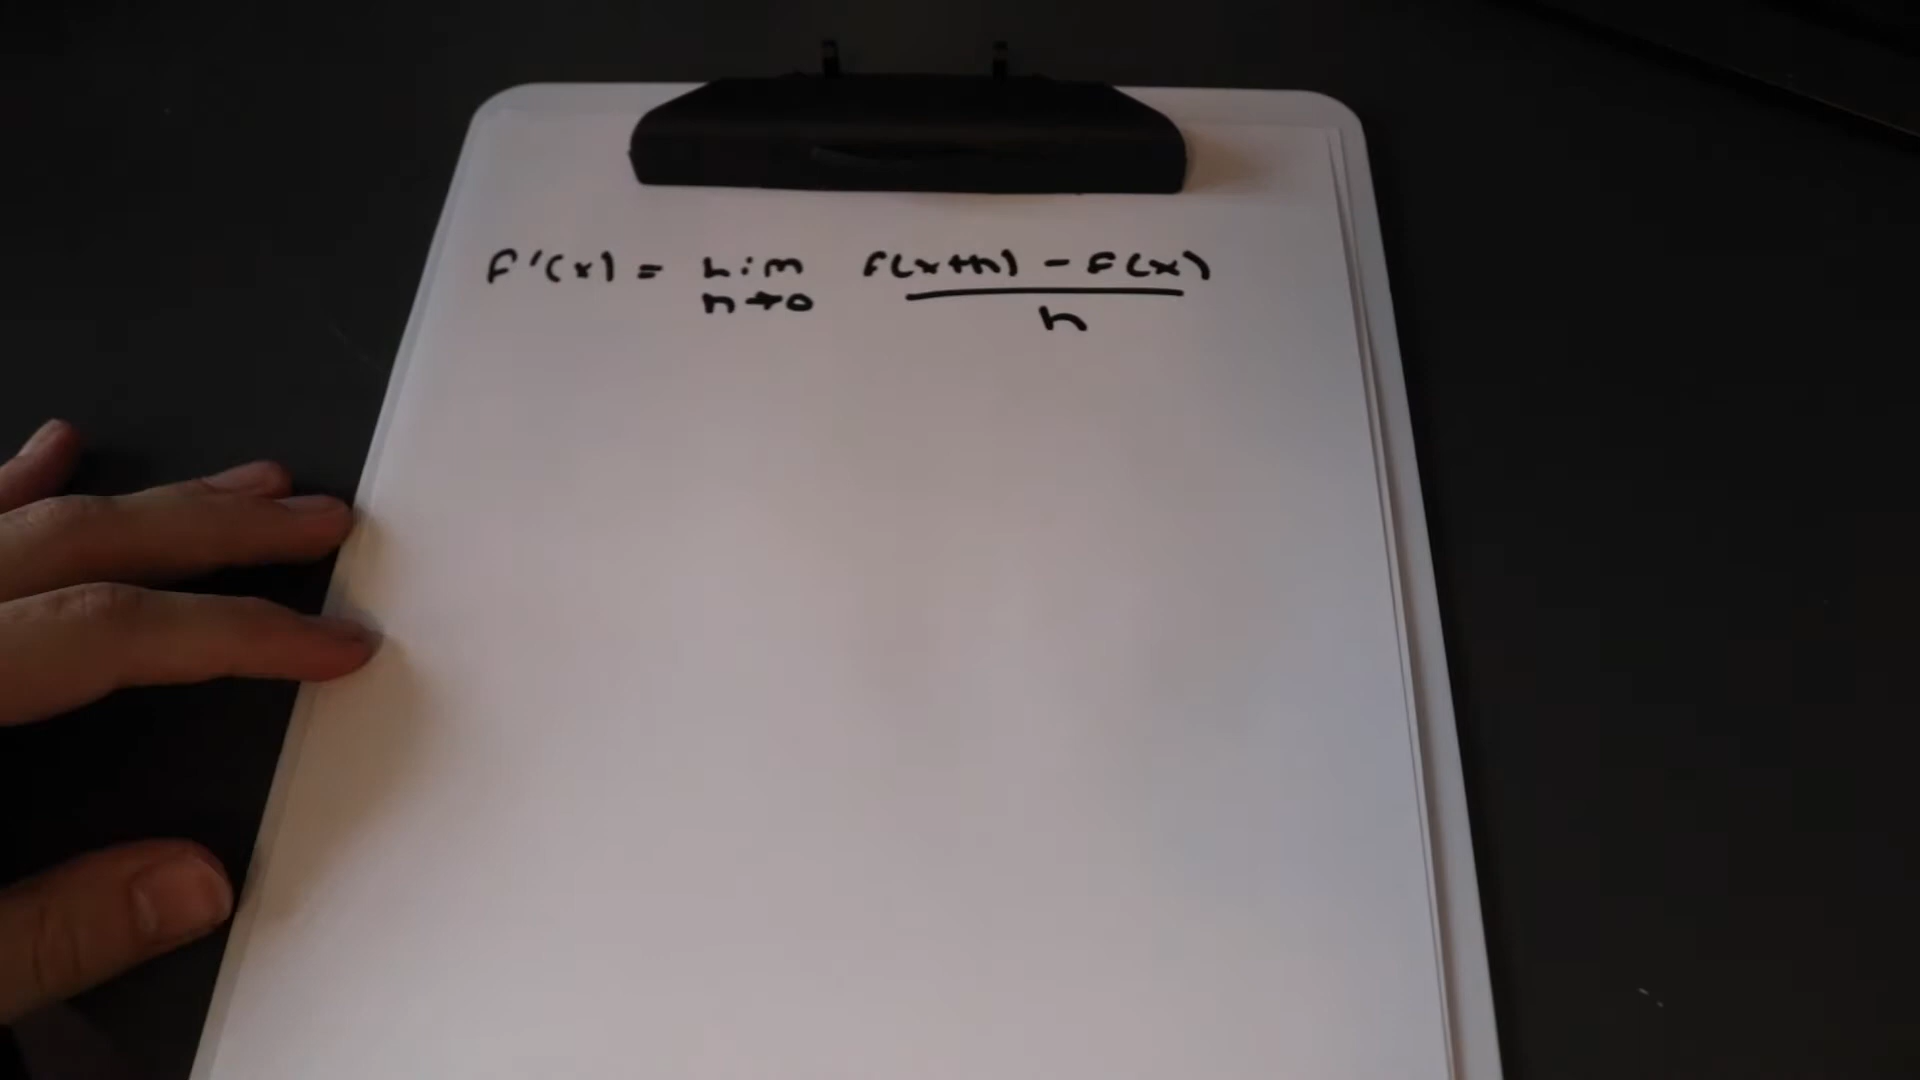 f'(x) = lim f(x+h) - f(x)
h→0 h